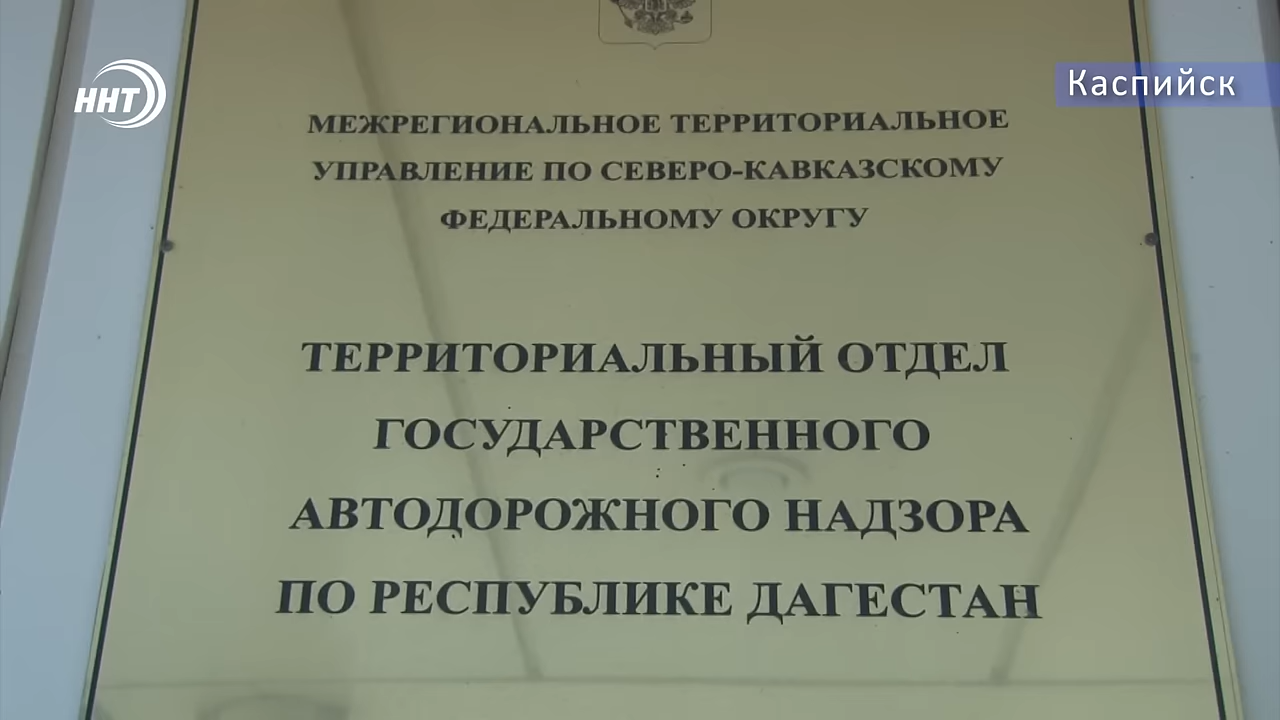 ННТ
Каспийск
МЕЖРЕГИОНАЛЬНОЕ ТЕРРИТОРИАЛЬНОЕ
УПРАВЛЕНИЕ ПО СЕВЕРО-КАВКАЗСКОМУ
ФЕДЕРАЛЬНОМУ ОКРУГУ
ТЕРРИТОРИАЛЬНЫЙ ОТДЕЛ
ГОСУДАРСТВЕННОГО
АВТОДОРОЖНОГО НАДЗОРА
ПО РЕСПУБЛИКЕ ДАГЕСТАН